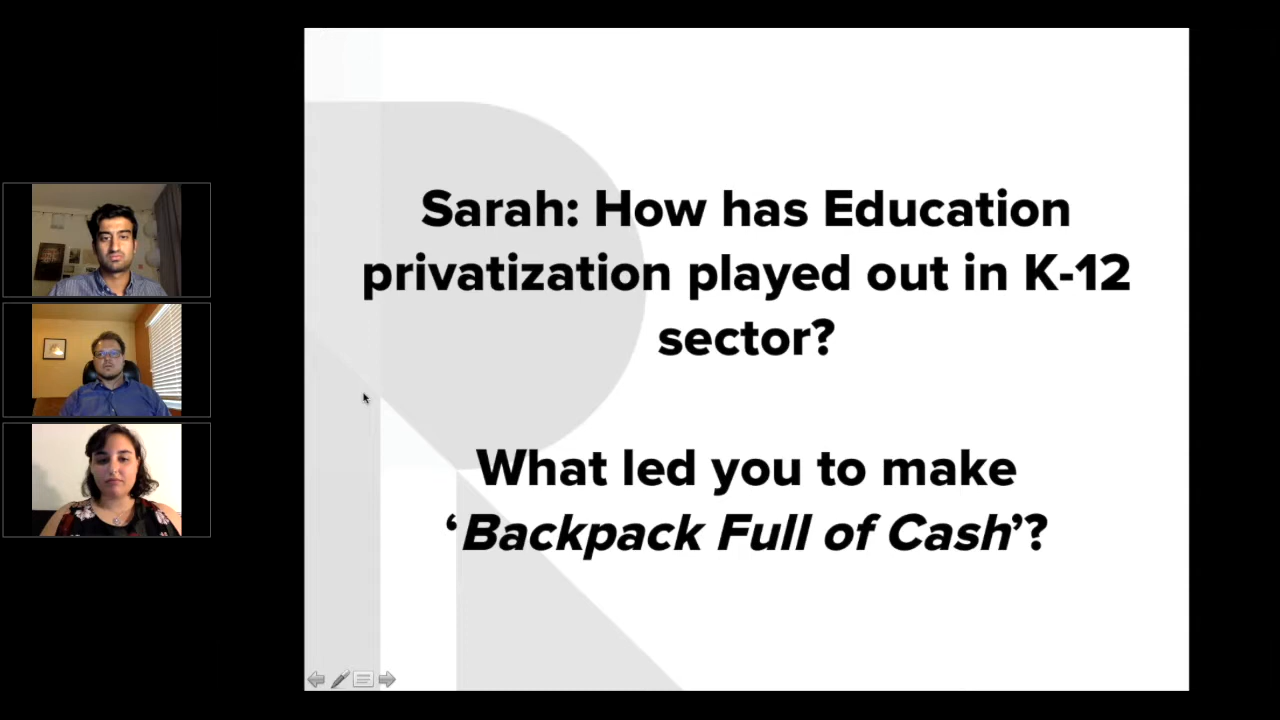 Sarah: How has Education
privatization played out in K-12
sector?
What led you to make
‘Backpack Full of Cash’?